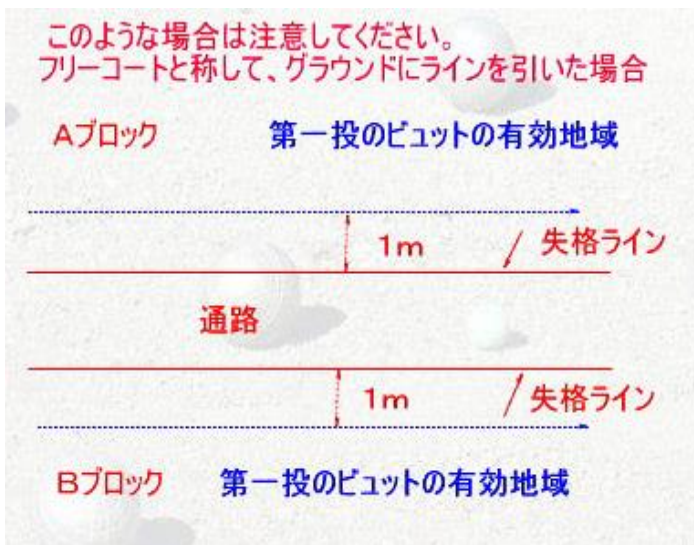 このような場合は注意してください。
フリーコートと称して、グラウンドにラインを引いた場合
Aブロック 第一投のビュットの有効地域
1m 失格ライン
通路
1m 失格ライン
Bブロック 第一投のビュットの有効地域